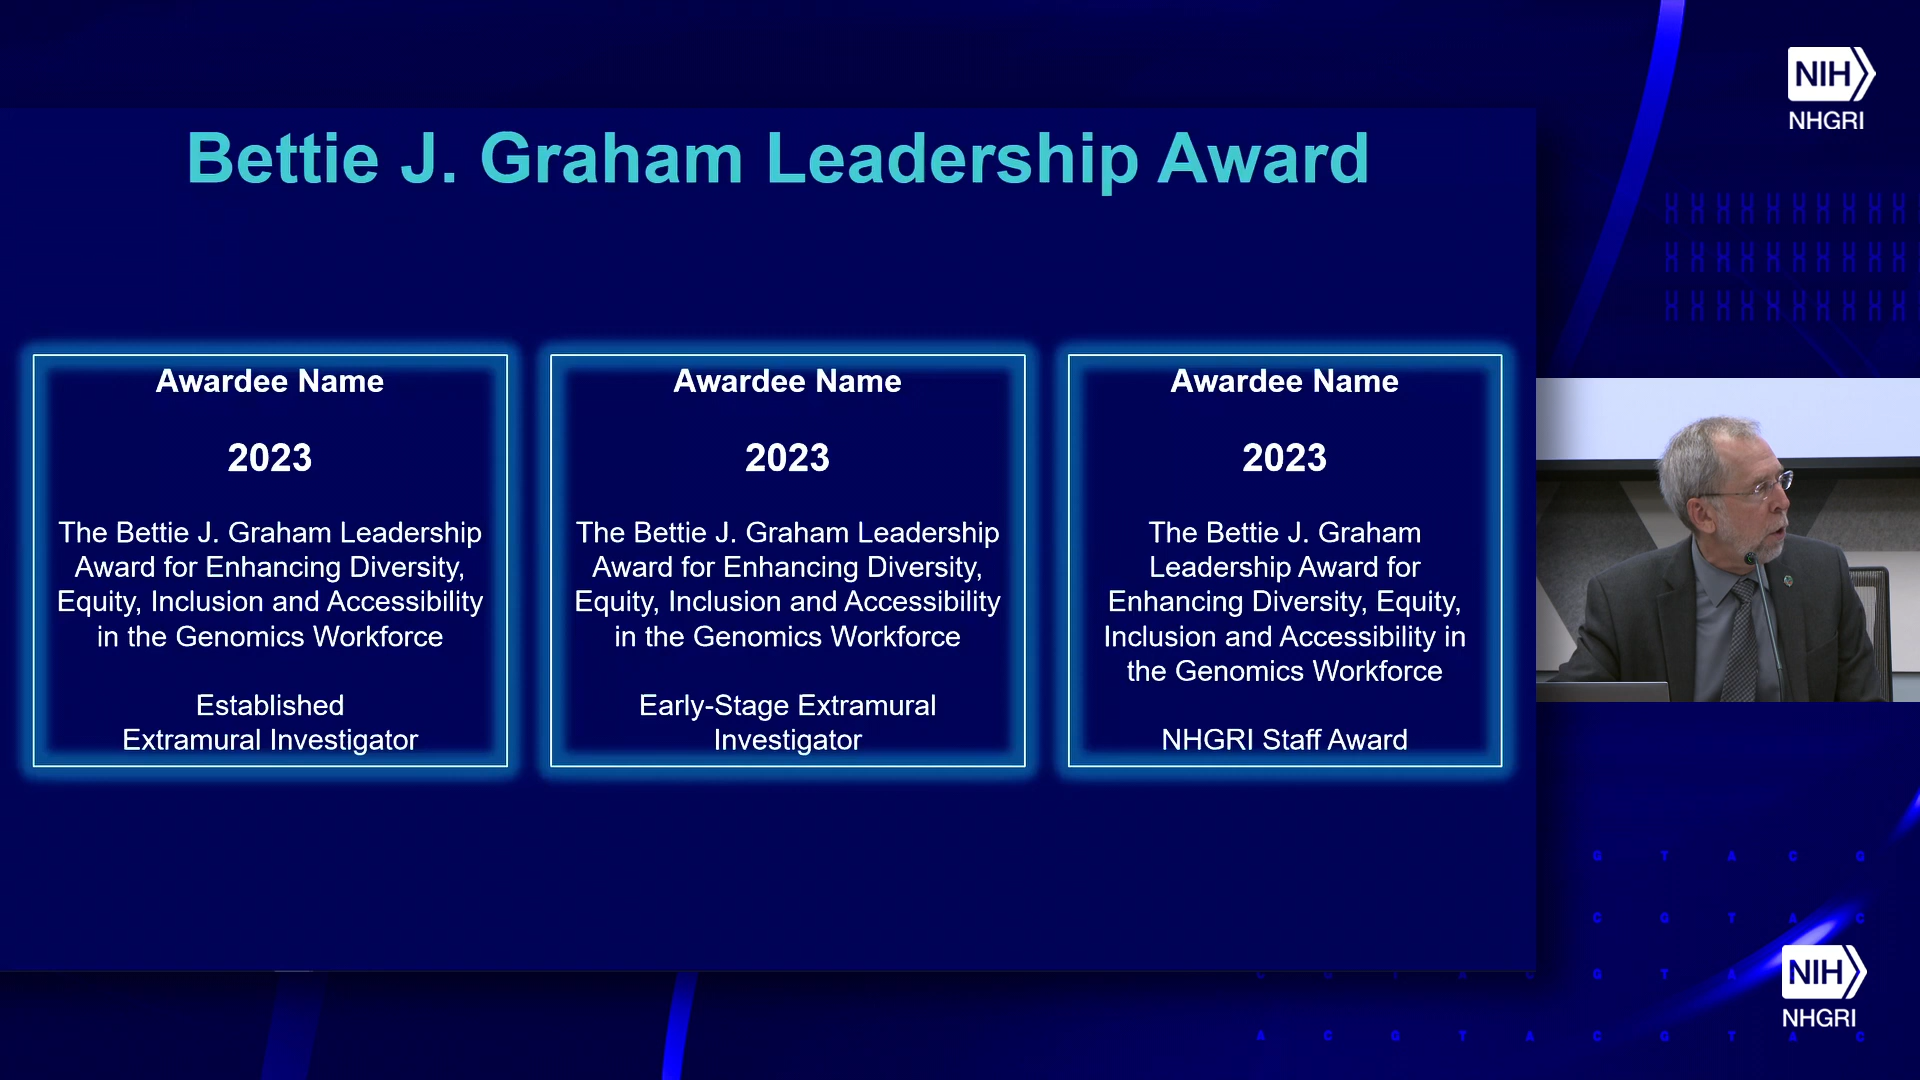 NIH
NHGRI
Bettie J. Graham Leadership Award
Awardee Name
2023
The Bettie J. Graham Leadership
Award for Enhancing Diversity,
Equity, Inclusion and Accessibility
in the Genomics Workforce
Established
Extramural Investigator
Awardee Name
2023
The Bettie J. Graham Leadership
Award for Enhancing Diversity,
Equity, Inclusion and Accessibility
in the Genomics Workforce
Early-Stage Extramural
Investigator
Awardee Name
2023
The Bettie J. Graham
Leadership Award for
Enhancing Diversity, Equity,
Inclusion and Accessibility in
the Genomics Workforce
NHGRI Staff Award
G T A C G
C G T A C
G T A
A C G T A C G T A C
NIH
NHGRI